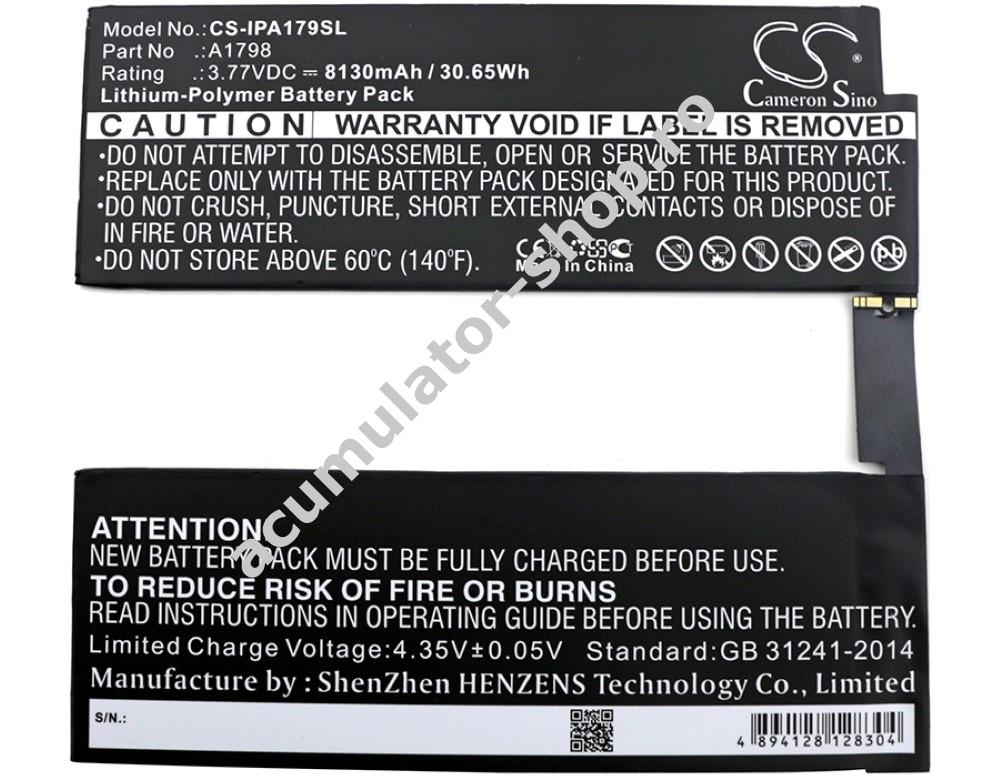 Model No.:CS-IPA179SL
Part No .:A1798
Rating .:3.77VDC ⎓ 8130mAh / 30.65Wh
Lithium-Polymer Battery Pack
CS
®
Cameron Sino
CAUTION WARRANTY VOID IF LABEL IS REMOVED
•DO NOT ATTEMPT TO DISASSEMBLE, OPEN OR SERVICE THE BATTERY PACK.
•REPLACE ONLY WITH THE BATTERY PACK DESIGNATED FOR THIS PRODUCT.
•DO NOT CRUSH, PUNCTURE, SHORT EXTERNAL CONTACTS OR DISPOSE OF
IN FIRE OR WATER.
•DO NOT STORE ABOVE 60°C (140°F).
CE
Made In China
Pb
acumulator-shop.ro
ATTENTION
NEW BATTERY PACK MUST BE FULLY CHARGED BEFORE USE.
TO REDUCE RISK OF FIRE OR BURNS
READ INSTRUCTIONS IN OPERATING GUIDE BEFORE USING THE BATTERY.
Limited Charge Voltage:4.35V±0.05V Standard:GB 31241-2014
Manufacture by : ShenZhen HENZENS Technology Co., Limited
S/N.:
4 894128 128304